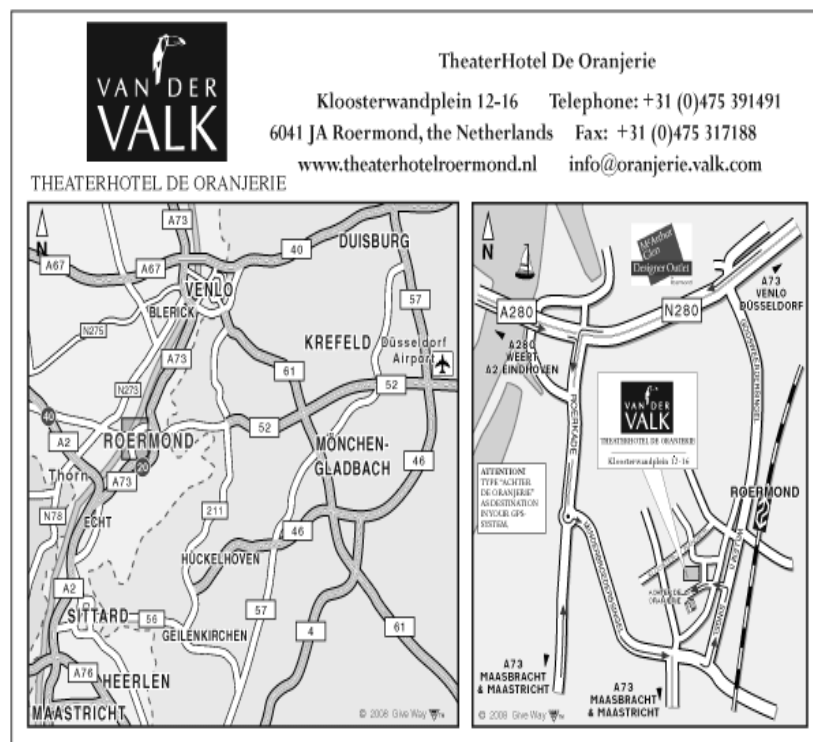 VAN DER
VALK
THEATERHOTEL DE ORANJERIE
TheaterHotel De Oranjerie
Kloosterwandplein 12-16 Telephone: +31 (0)475 391491
6041 JA Roermond, the Netherlands Fax: +31 (0)475 317188
www.theaterhotelroermond.nl info@oranjerie.valk.com
N
A73
40
DUISBURG
A67
A67
VENLO
BLERICK
57
N275
KREFELD
Düsseldorf
Airport
A73
61
N273
52
40
A2
ROERMOND
52
MÖNCHEN-
GLADBACH
20
Thorn
A73
46
N78
ECHT
211
46
HÜCKELHOVEN
A2
SITTARD
56
57
GEILENKIRCHEN
4
61
A76
HEERLEN
MAASTRICHT
© 2008 Give Way
N
McArthur
Glen
Designer Outlet
Roermond
A73
VENLO
DÜSSELDORF
A280
N280
A280
WEERT
A2 EINDHOVEN
ROERKADE
VAN DER
VALK
THEATERHOTEL DE ORANJERIE
Kloosterwandplein 12-16
ATTENTION!
TYPE "ACHTER
DE ORANJERIE"
AS DESTINATION
IN YOUR GPS-
SYSTEM.
ROERMOND
ACHTER DE
ORANJERIE
SINGEL
A73
MAASBRACHT
& MAASTRICHT
A73
MAASBRACHT
& MAASTRICHT
© 2008 Give Way